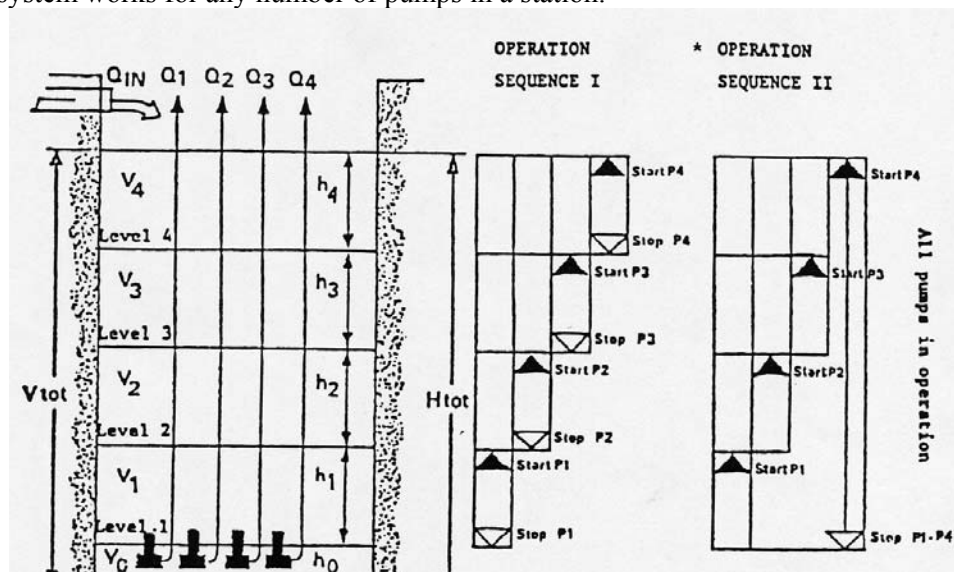 system works for any number of pumps in a station.
OPERATION
SEQUENCE I
* OPERATION
SEQUENCE II
QIN Q1 Q2 Q3 Q4
V4
h4
Level 4
V3
h3
Level 3
V2
h2
Level 2
V1
h1
Level .1
h0
V tot
H tot
Start P4
Stop P4
Start P3
Stop P3
Start P2
Stop P2
Start P1
Stop P1
Start P4
Start P3
Start P2
Start P1
Stop P1-P4
All pumps in operation